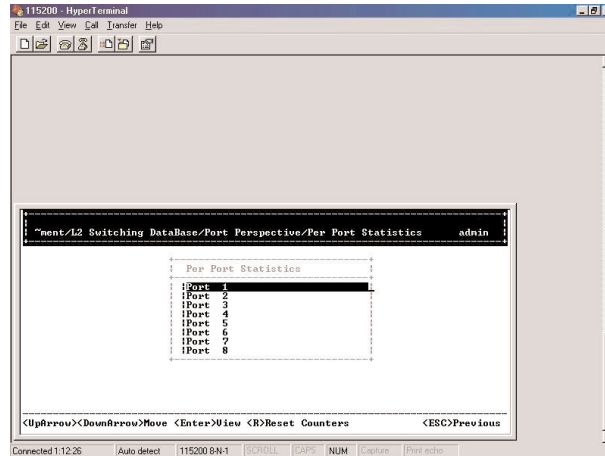 115200 - HyperTerminal
File Edit View Call Transfer Help
~ment/L2 Switching DataBase/Port Perspective/Per Port Statistics admin
Per Port Statistics
Port 1
Port 2
Port 3
Port 4
Port 5
Port 6
Port 7
Port 8
<UpArrow><DownArrow>Move <Enter>View <R>Reset Counters <ESC>Previous
Connected 1:12:26 Auto detect 115200 8-N-1 SCROLL CAPS NUM Capture Print echo